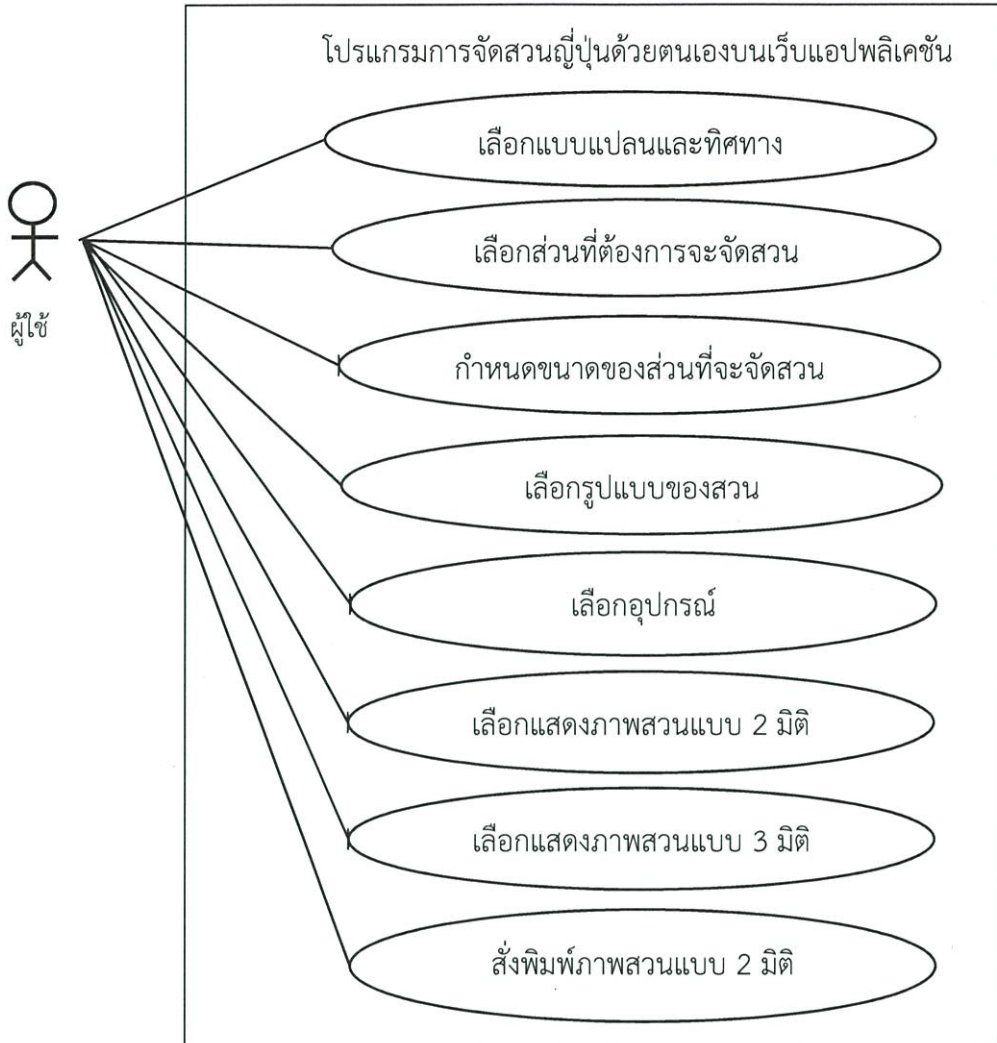 โปรแกรมการจัดสวนญี่ปุ่นด้วยตนเองบนเว็บแอปพลิเคชัน
เลือกแบบแปลนและทิศทาง
เลือกส่วนที่ต้องการจะจัดสวน
ผู้ใช้
กำหนดขนาดของส่วนที่จะจัดสวน
เลือกรูปแบบของสวน
เลือกอุปกรณ์
เลือกแสดงภาพสวนแบบ 2 มิติ
เลือกแสดงภาพสวนแบบ 3 มิติ
สั่งพิมพ์ภาพสวนแบบ 2 มิติ